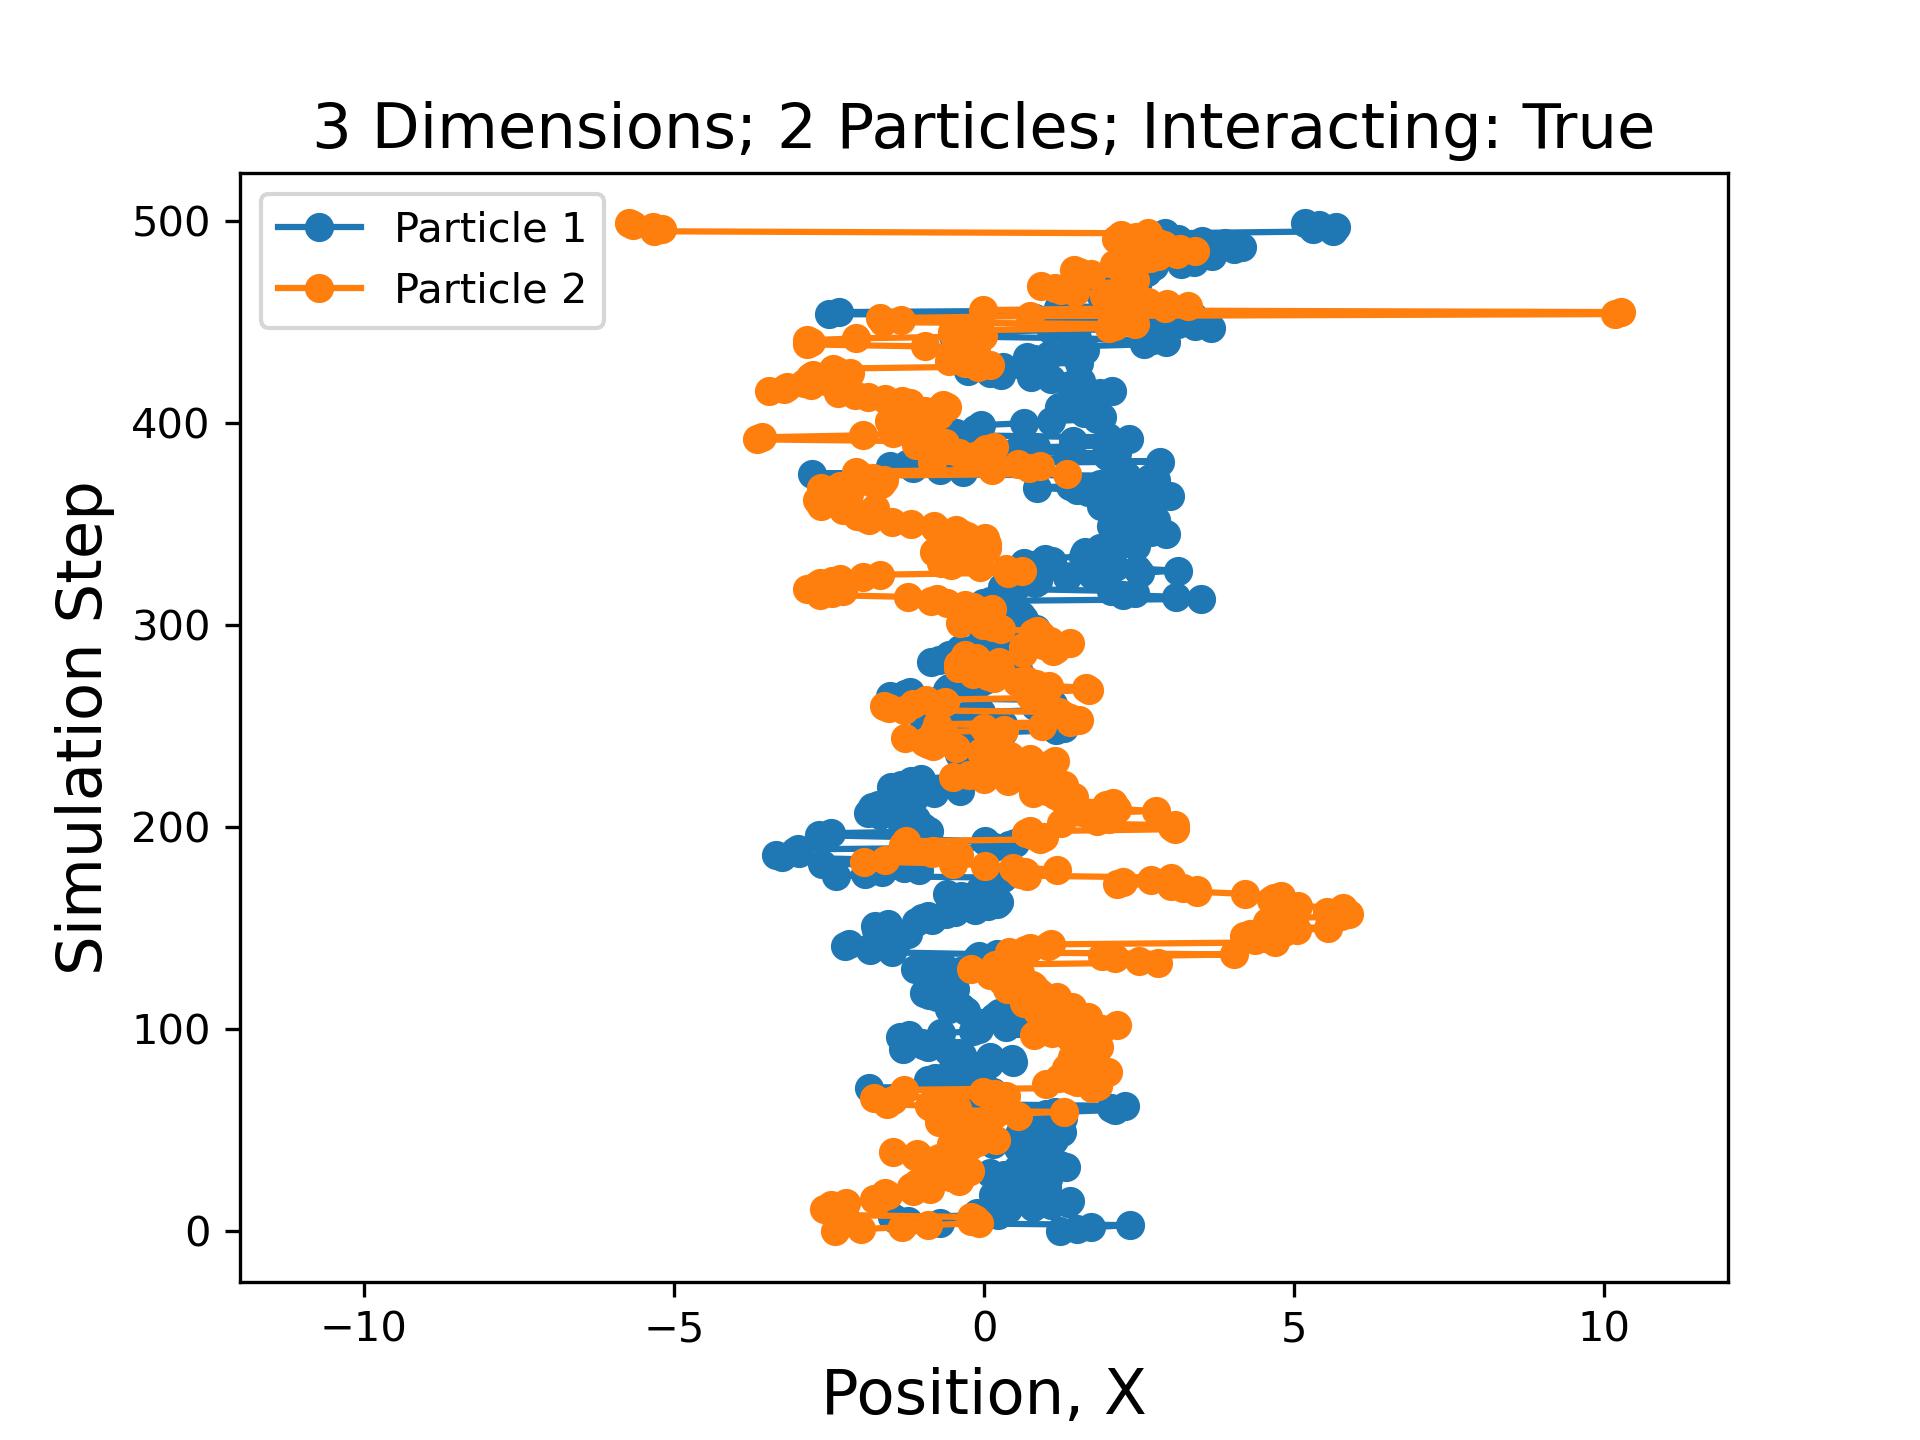 3 Dimensions; 2 Particles; Interacting: True
Particle 1
Particle 2
500
400
300
200
100
0
Simulation Step
−10
−5
0
5
10
Position, X